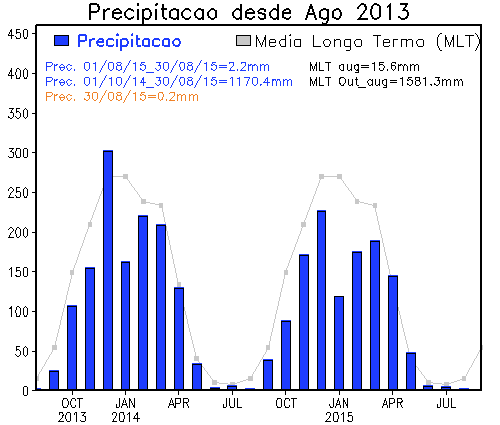 Precipitacao desde Ago 2013
Precipitacao Media Longo Termo (MLT)
Prec. 01/08/15_30/08/15=2.2mm MLT aug=15.6mm
Prec. 01/10/14_30/08/15=1170.4mm MLT Out_aug=1581.3mm
Prec. 30/08/15=0.2mm
450
400
350
300
250
200
150
100
50
0
OCT JAN APR JUL OCT JAN APR JUL
2013 2014 2015